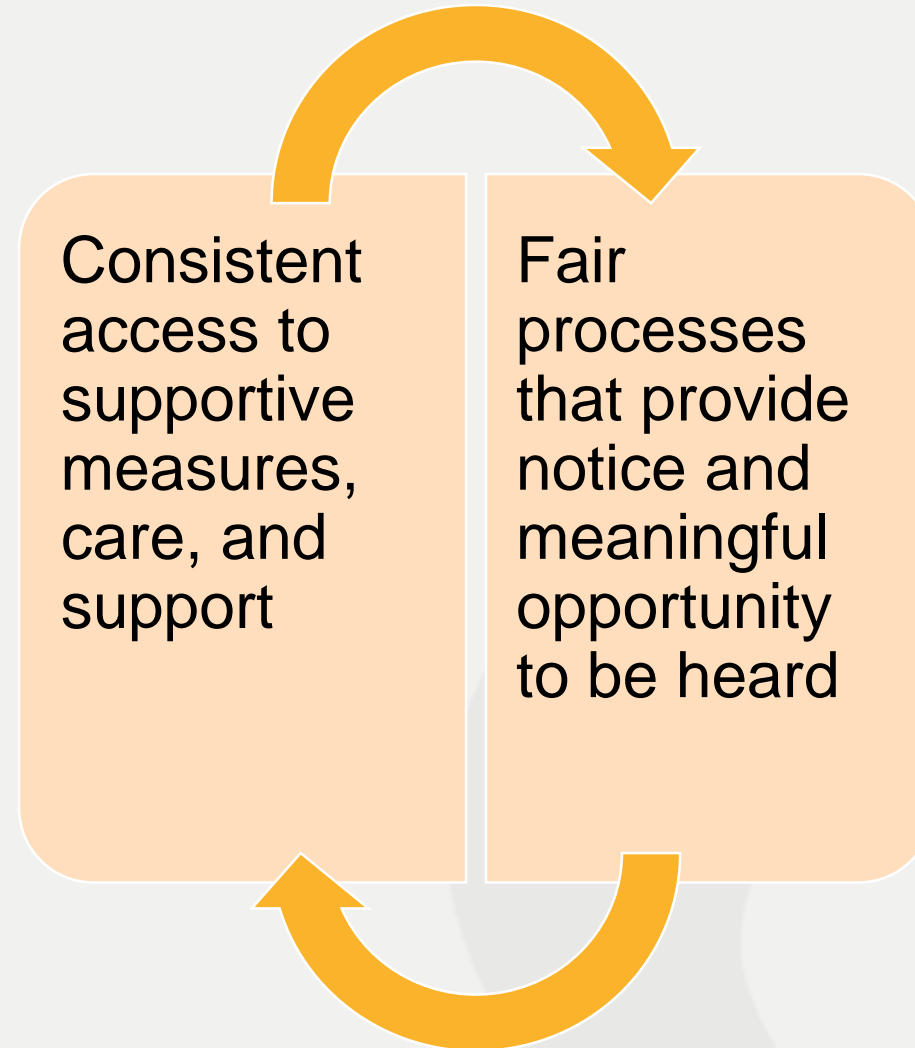 Consistent
access to
supportive
measures,
care, and
support
Fair
processes
that provide
notice and
meaningful
opportunity
to be heard